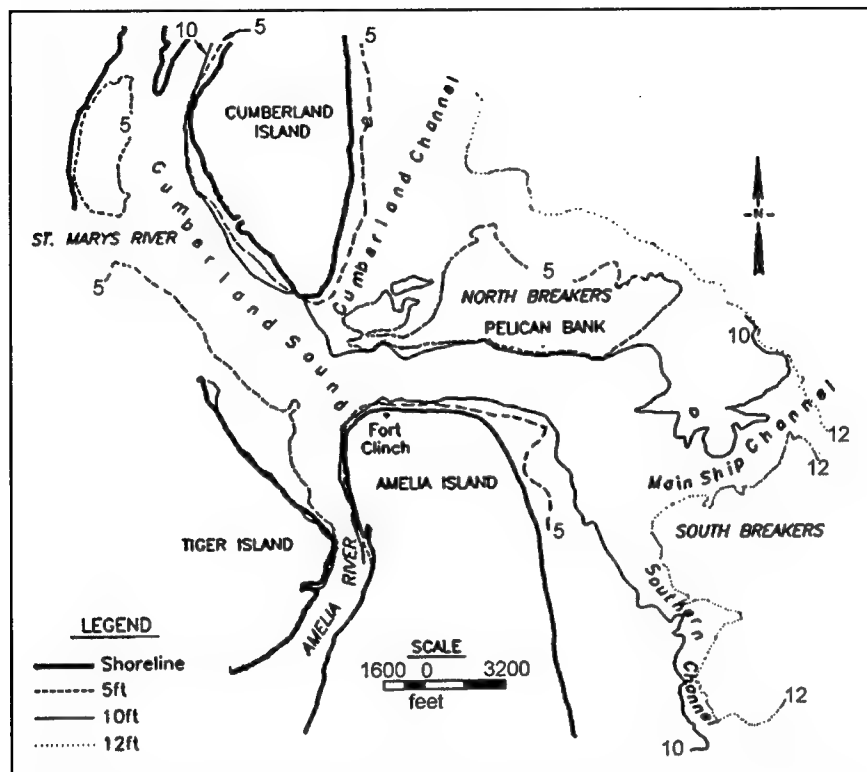 10
5
5
CUMBERLAND
ISLAND
5
Cumberland Channel
Cumberland Sound
N
ST. MARYS RIVER
5
5
NORTH BREAKERS
PELICAN BANK
10
Fort
Clinch
12
Main Ship Channel
12
AMELIA ISLAND
5
SOUTH BREAKERS
TIGER ISLAND
AMELIA RIVER
Southern Channel
LEGEND
Shoreline
5ft
10ft
12ft
SCALE
1600 0 3200
feet
12
10